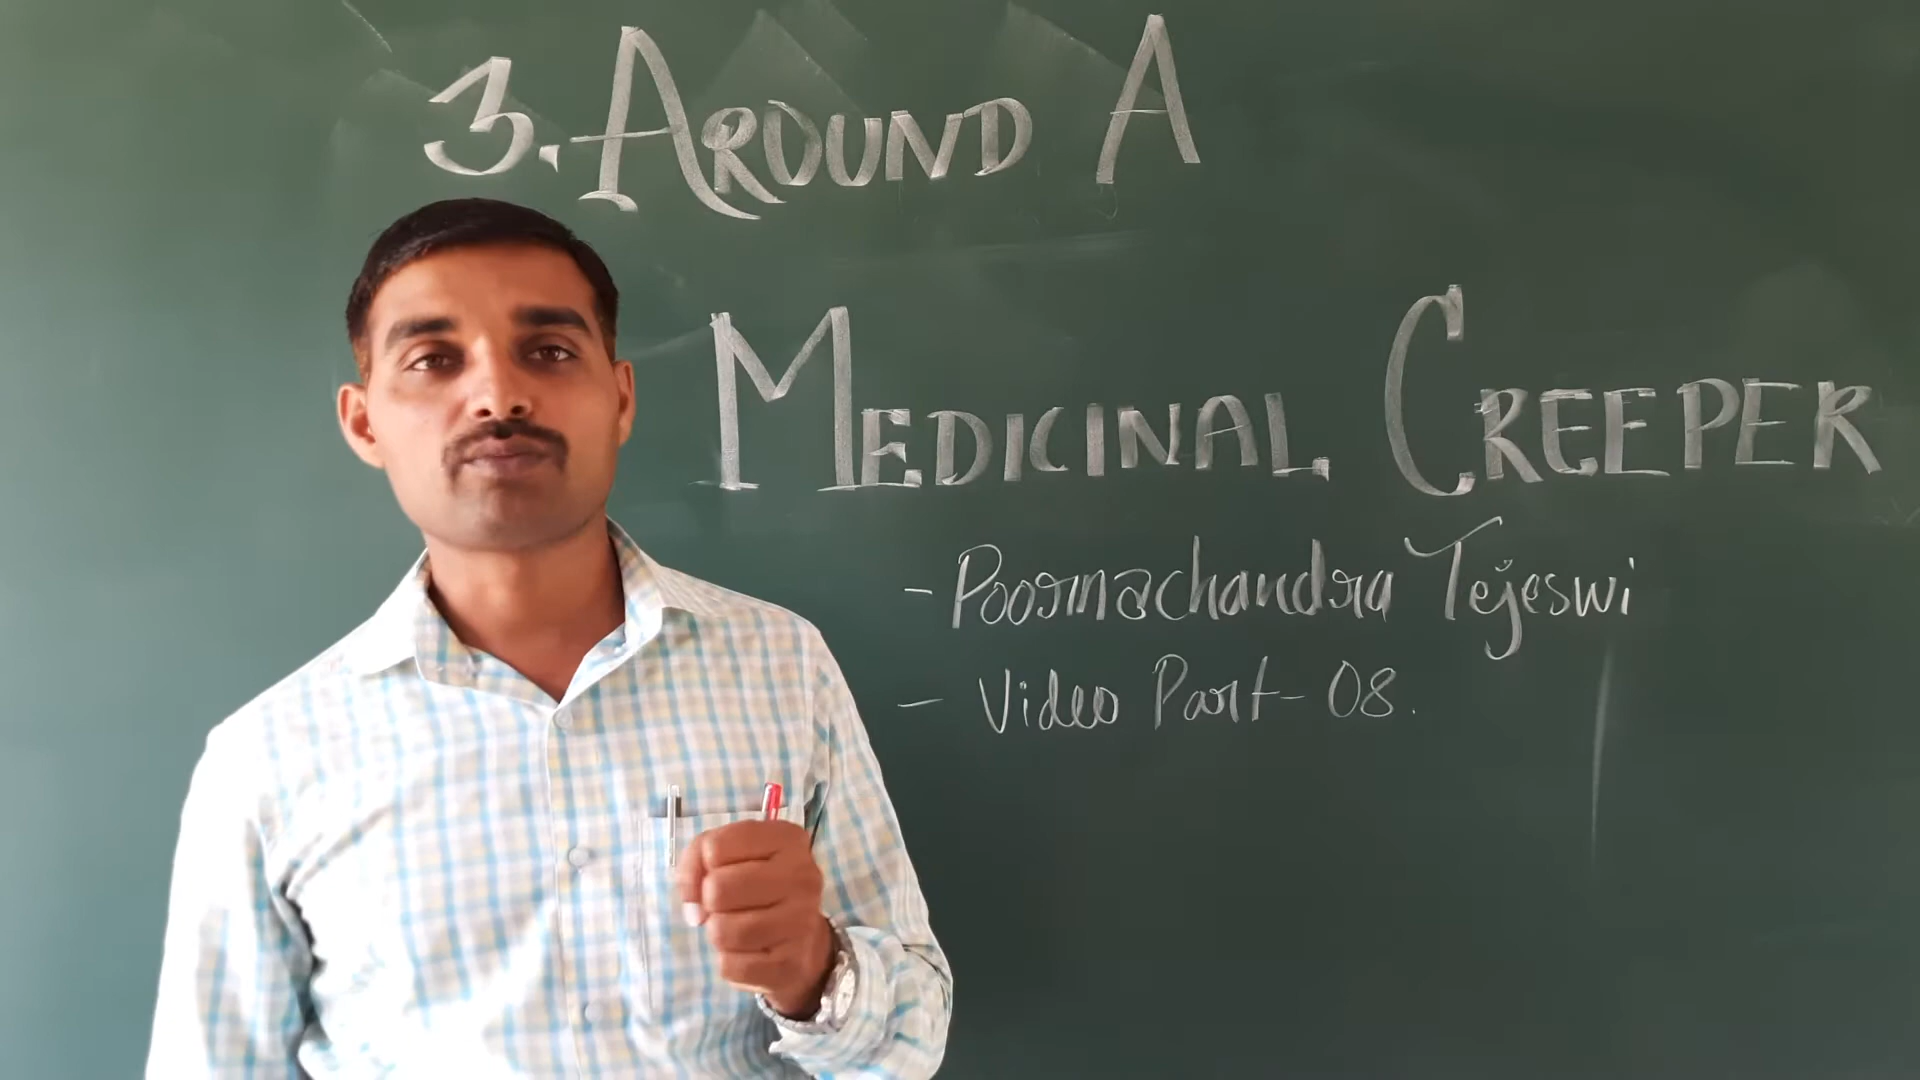 3. AROUND A
MEDICINAL CREEPER
- Poornachandra Tejeswi
- Video Part - 08.